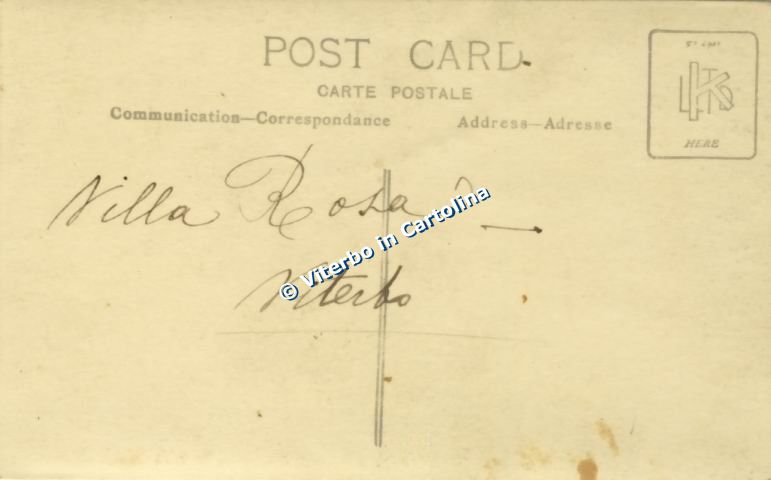 POST CARD
CARTE POSTALE
Communication—Correspondance
Address—Adresse
HERE
Villa Rosa
© Viterbo in Cartolina
Viterbo